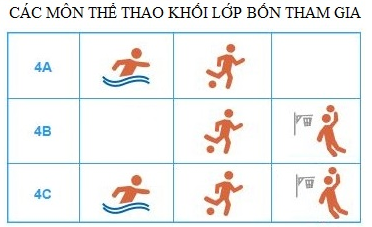 CÁC MÔN THỂ THAO KHỐI LỚP BỐN THAM GIA
4A
4B
4C